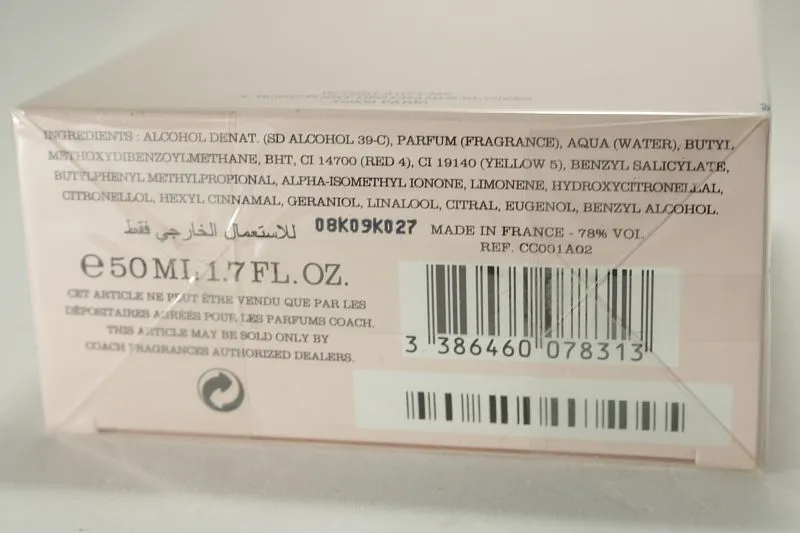 75008 PARIS
INGREDIENTS : ALCOHOL DENAT. (SD ALCOHOL 39-C), PARFUM (FRAGRANCE), AQUA (WATER), BUTYL
METHOXYDIBENZOYLMETHANE, BHT, CI 14700 (RED 4), CI 19140 (YELLOW 5), BENZYL SALICYLATE,
BUTYLPHENYL METHYLPROPIONAL, ALPHA-ISOMETHYL IONONE, LIMONENE, HYDROXYCITRONELLAL,
CITRONELLOL, HEXYL CINNAMAL, GERANIOL, LINALOOL, CITRAL, EUGENOL, BENZYL ALCOHOL.
للاستعمال الخارجي فقط 08K09K027 MADE IN FRANCE - 78% VOL.
REF. CC001A02
e50ML 1.7FL.OZ.
CET ARTICLE NE PEUT ÊTRE VENDU QUE PAR LES
DÉPOSITAIRES AGRÉÉS POUR LES PARFUMS COACH.
THIS ARTICLE MAY BE SOLD ONLY BY
COACH FRAGRANCES AUTHORIZED DEALERS.
3 386460 078313